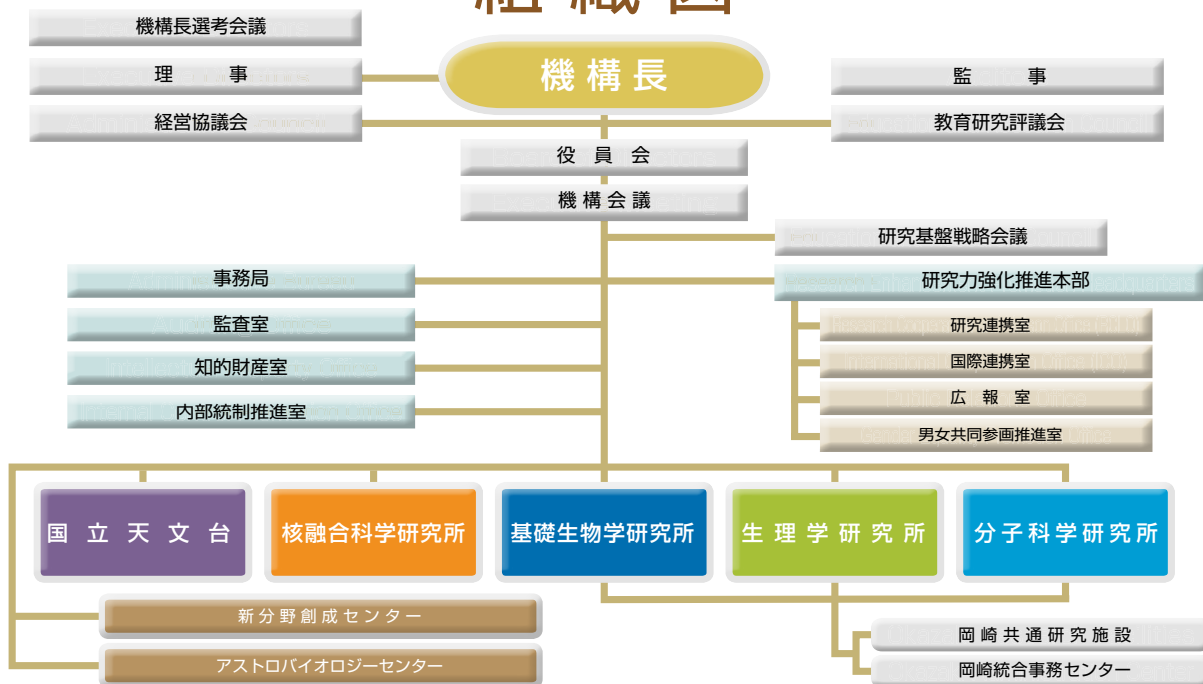 組織図
機構長選考会議
機構長
理事
監事
経営協議会
教育研究評議会
役員会
機構会議
研究基盤戦略会議
事務局
研究力強化推進本部
監査室
研究連携室
知的財産室
国際連携室
内部統制推進室
広報室
男女共同参画推進室
国立天文台
核融合科学研究所
基礎生物学研究所
生理学研究所
分子科学研究所
新分野創成センター
アストロバイオロジーセンター
岡崎共通研究施設
岡崎統合事務センター